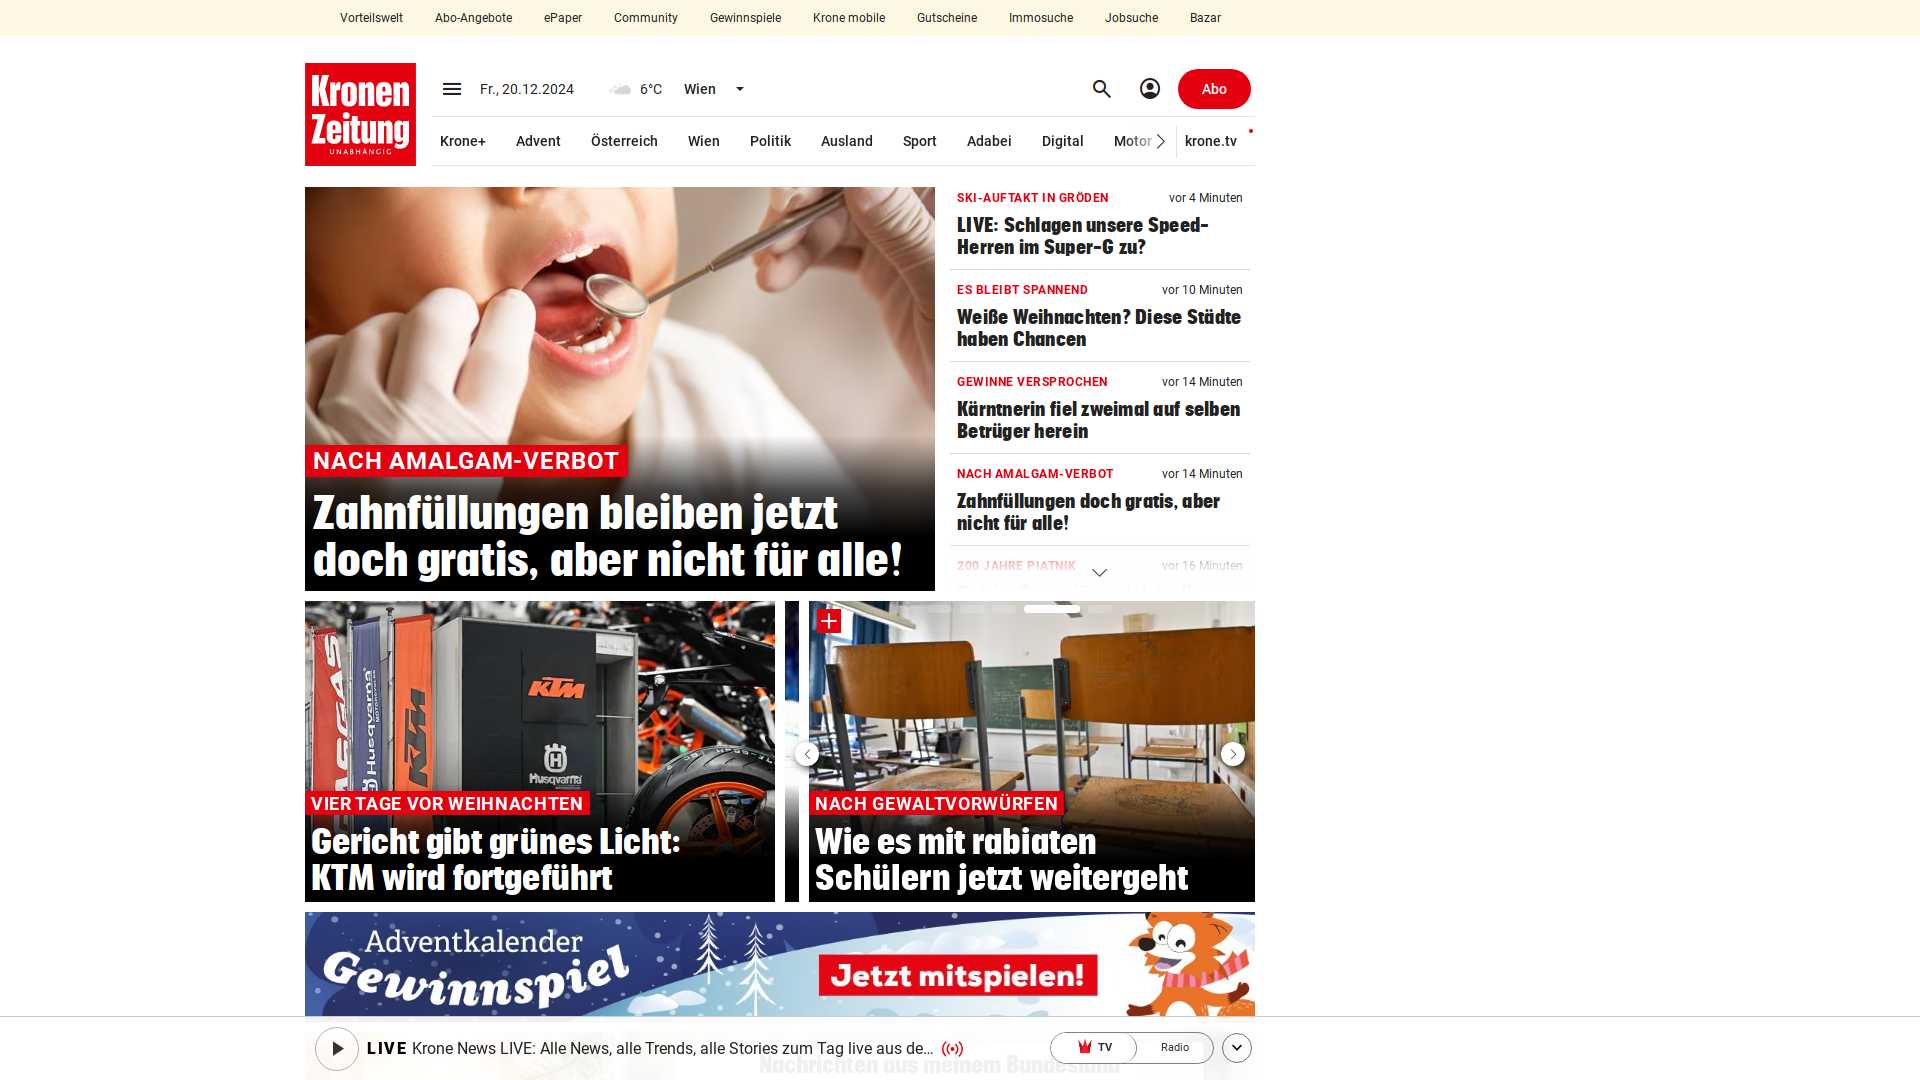 Vorteilswelt Abo-Angebote ePaper Community Gewinnspiele Krone mobile Gutscheine Immosuche Jobsuche Bazar
Kronen
Zeitung
UNABHÄNGIG
Fr., 20.12.2024 6°C Wien Abo
Krone+ Advent Österreich Wien Politik Ausland Sport Adabei Digital Motor krone.tv
NACH AMALGAM-VERBOT
Zahnfüllungen bleiben jetzt
doch gratis, aber nicht für alle!
SKI-AUFTAKT IN GRÖDEN vor 4 Minuten
LIVE: Schlagen unsere Speed-
Herren im Super-G zu?
ES BLEIBT SPANNEND vor 10 Minuten
Weiße Weihnachten? Diese Städte
haben Chancen
GEWINNE VERSPROCHEN vor 14 Minuten
Kärntnerin fiel zweimal auf selben
Betrüger herein
NACH AMALGAM-VERBOT vor 14 Minuten
Zahnfüllungen doch gratis, aber
nicht für alle!
200 JAHRE PIATNIK vor 16 Minuten
GASGAS
Husqvarna
KTM
KTM
Husqvarna
VIER TAGE VOR WEIHNACHTEN
Gericht gibt grünes Licht:
KTM wird fortgeführt
NACH GEWALTVORWÜRFEN
Wie es mit rabiaten
Schülern jetzt weitergeht
Adventkalender
Gewinnspiel
Jetzt mitspielen!
LIVE Krone News LIVE: Alle News, alle Trends, alle Stories zum Tag live aus de... TV Radio
Nachrichten aus meinem Bundesland